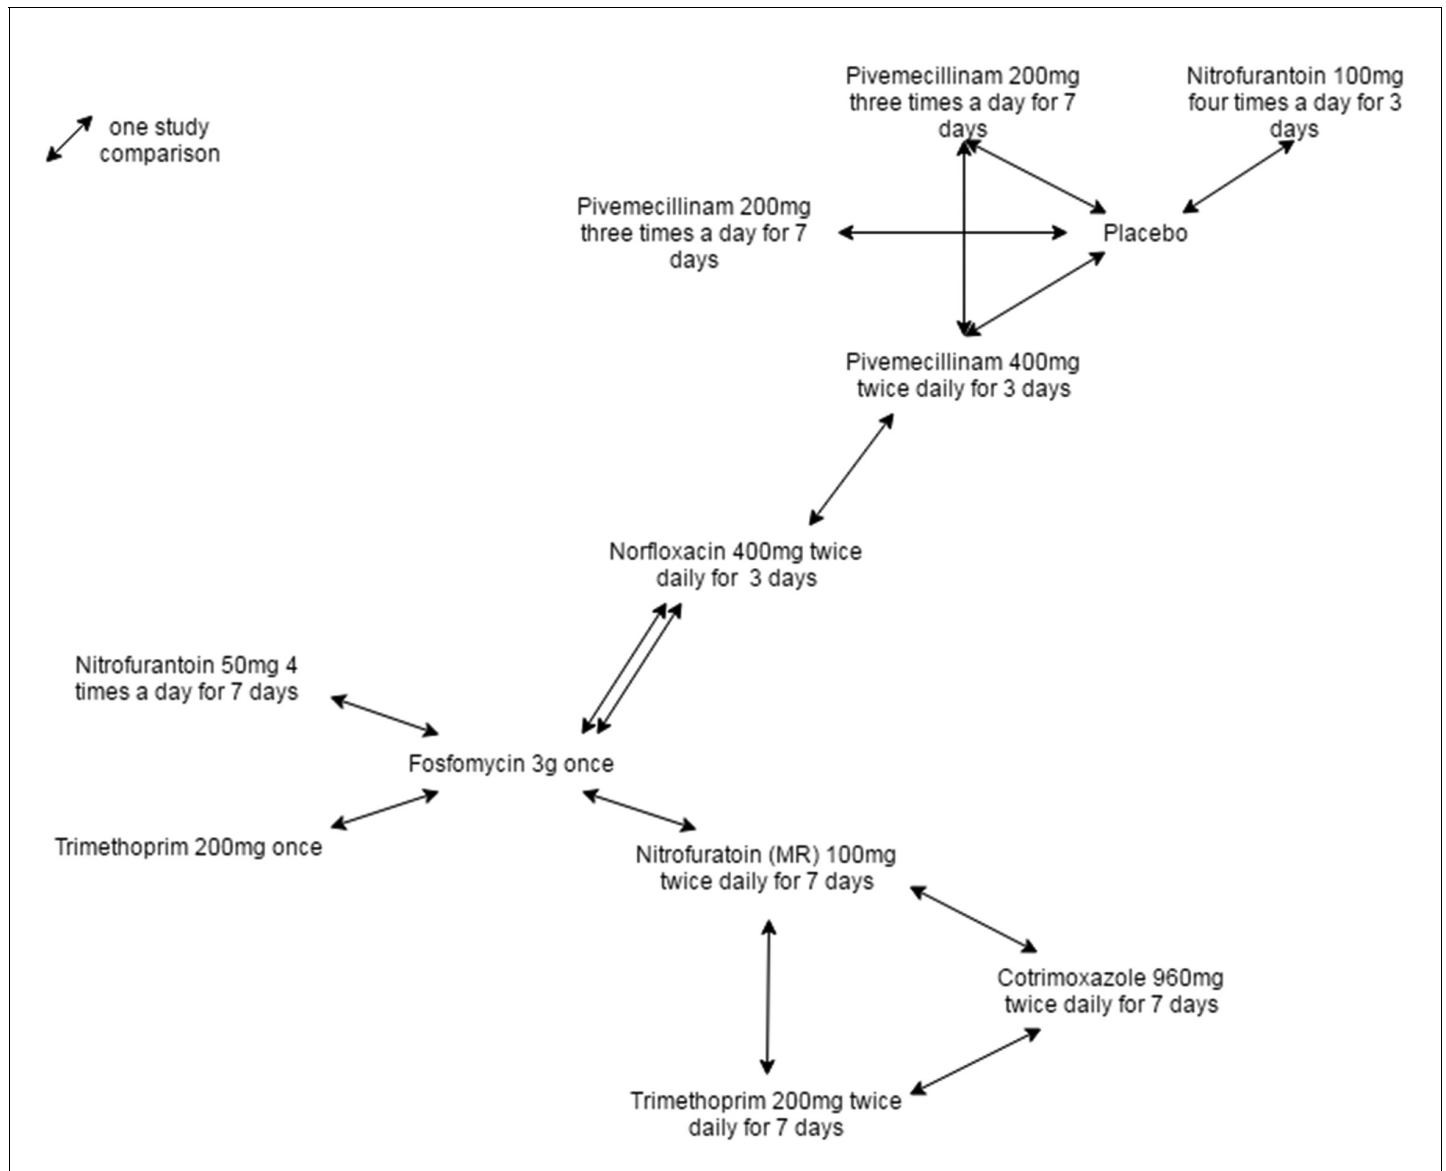 Pivemecillinam 200mg
three times a day for 7
days
Nitrofurantoin 100mg
four times a day for 3
days
one study
comparison
Pivemecillinam 200mg
three times a day for 7
days
Placebo
Pivemecillinam 400mg
twice daily for 3 days
Norfloxacin 400mg twice
daily for 3 days
Nitrofurantoin 50mg 4
times a day for 7 days
Fosfomycin 3g once
Trimethoprim 200mg once
Nitrofuratoin (MR) 100mg
twice daily for 7 days
Cotrimoxazole 960mg
twice daily for 7 days
Trimethoprim 200mg twice
daily for 7 days